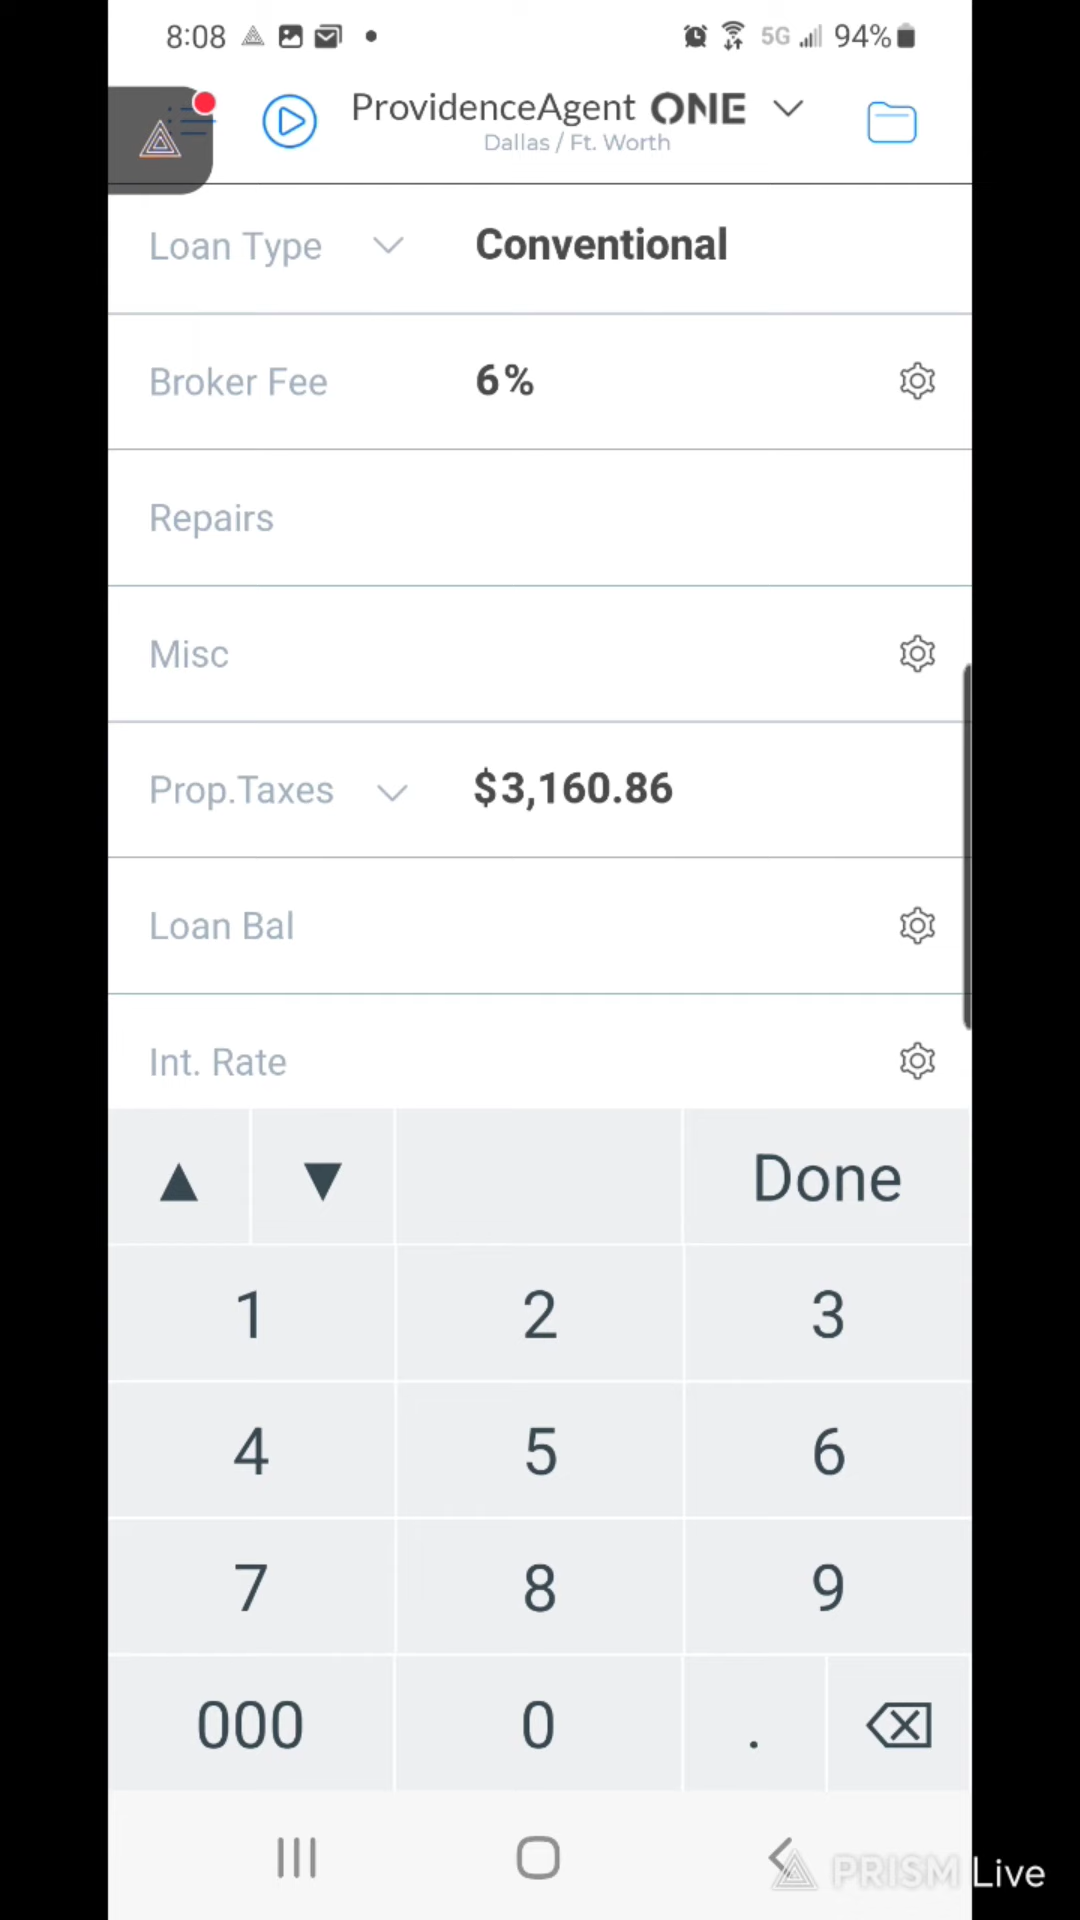 8:08
5G
94%
ProvidenceAgent ONE
Dallas / Ft. Worth
Loan Type Conventional
Broker Fee 6%
Repairs
Misc
Prop.Taxes $3,160.86
Loan Bal
Int. Rate
Done
1 2 3
4 5 6
7 8 9
000 0 .
PRISM Live